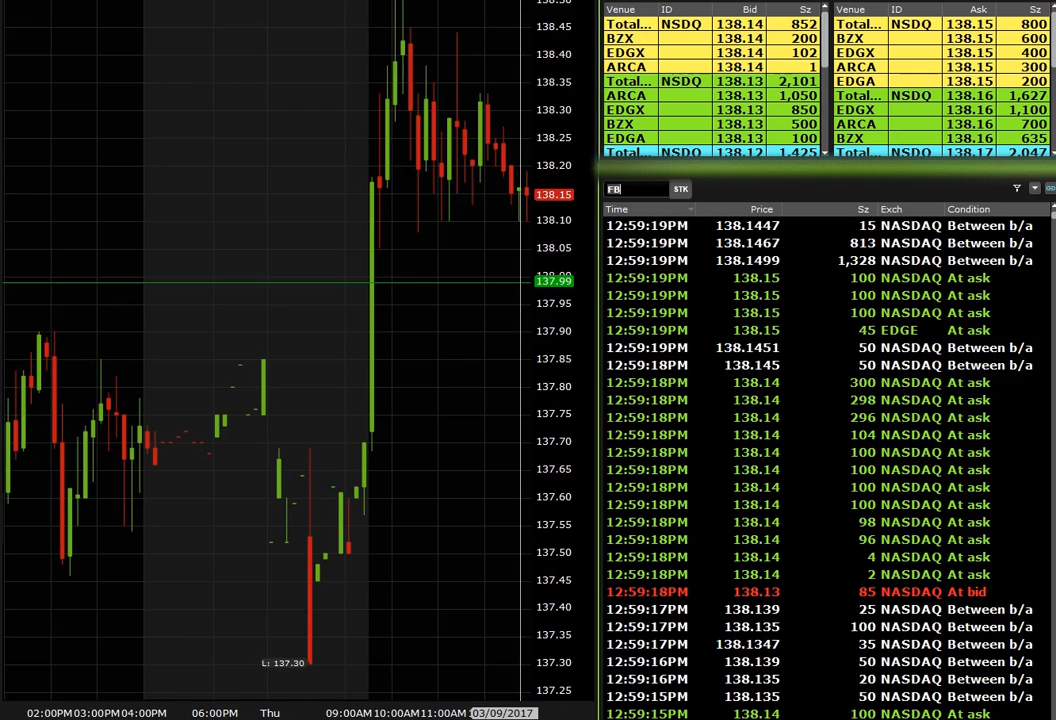 138.50
138.45
138.40
138.35
138.30
138.25
138.20
138.15
138.10
138.05
138.00
137.99
137.95
137.90
137.85
137.80
137.75
137.70
137.65
137.60
137.55
137.50
137.45
137.40
137.35
L: 137.30 137.30
137.25
02:00PM 03:00PM 04:00PM 06:00PM Thu 09:00AM 10:00AM 11:00AM 03/09/2017
Venue ID Bid Sz
Total... NSDQ 138.14 852
BZX 138.14 200
EDGX 138.14 102
ARCA 138.14 1
Total... NSDQ 138.13 2,101
ARCA 138.13 1,050
EDGX 138.13 850
BZX 138.13 500
EDGA 138.13 100
Total... NSDQ 138.12 1,425
Venue ID Ask Sz
Total... NSDQ 138.15 800
BZX 138.15 600
EDGX 138.15 400
ARCA 138.15 300
EDGA 138.15 200
Total... NSDQ 138.16 1,627
EDGX 138.16 1,100
ARCA 138.16 700
BZX 138.16 635
Total... NSDQ 138.17 2,047
FB STK
Time Price Sz Exch Condition
12:59:19PM 138.1447 15 NASDAQ Between b/a
12:59:19PM 138.1467 813 NASDAQ Between b/a
12:59:19PM 138.1499 1,328 NASDAQ Between b/a
12:59:19PM 138.15 100 NASDAQ At ask
12:59:19PM 138.15 100 NASDAQ At ask
12:59:19PM 138.15 100 NASDAQ At ask
12:59:19PM 138.15 45 EDGE At ask
12:59:19PM 138.1451 50 NASDAQ Between b/a
12:59:18PM 138.145 50 NASDAQ Between b/a
12:59:18PM 138.14 300 NASDAQ At ask
12:59:18PM 138.14 298 NASDAQ At ask
12:59:18PM 138.14 296 NASDAQ At ask
12:59:18PM 138.14 104 NASDAQ At ask
12:59:18PM 138.14 100 NASDAQ At ask
12:59:18PM 138.14 100 NASDAQ At ask
12:59:18PM 138.14 100 NASDAQ At ask
12:59:18PM 138.14 100 NASDAQ At ask
12:59:18PM 138.14 98 NASDAQ At ask
12:59:18PM 138.14 96 NASDAQ At ask
12:59:18PM 138.14 4 NASDAQ At ask
12:59:18PM 138.14 2 NASDAQ At ask
12:59:18PM 138.13 85 NASDAQ At bid
12:59:17PM 138.139 25 NASDAQ Between b/a
12:59:17PM 138.135 100 NASDAQ Between b/a
12:59:17PM 138.1347 35 NASDAQ Between b/a
12:59:16PM 138.139 50 NASDAQ Between b/a
12:59:16PM 138.135 20 NASDAQ Between b/a
12:59:15PM 138.135 50 NASDAQ Between b/a
12:59:15PM 138.14 100 NASDAQ At ask